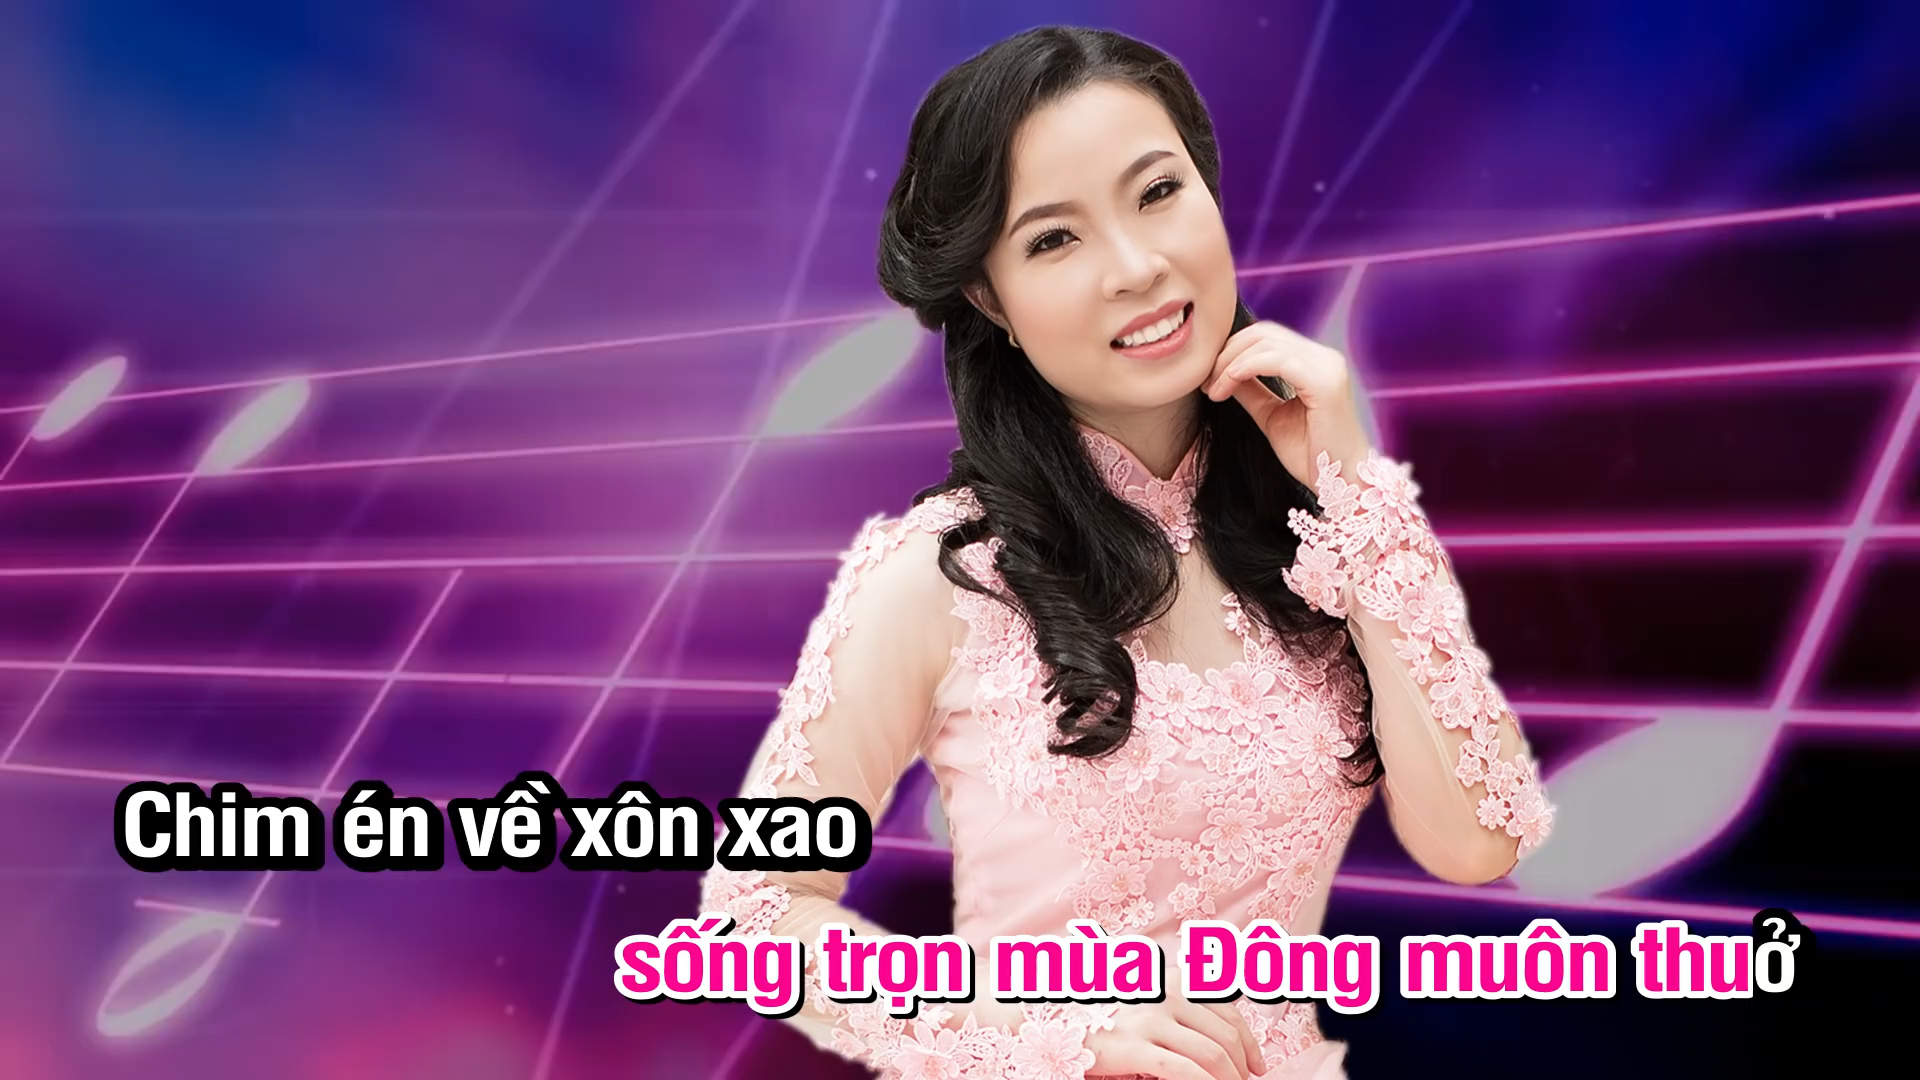 Chim én về xôn xao
sống trọn mùa Đông muôn thuở